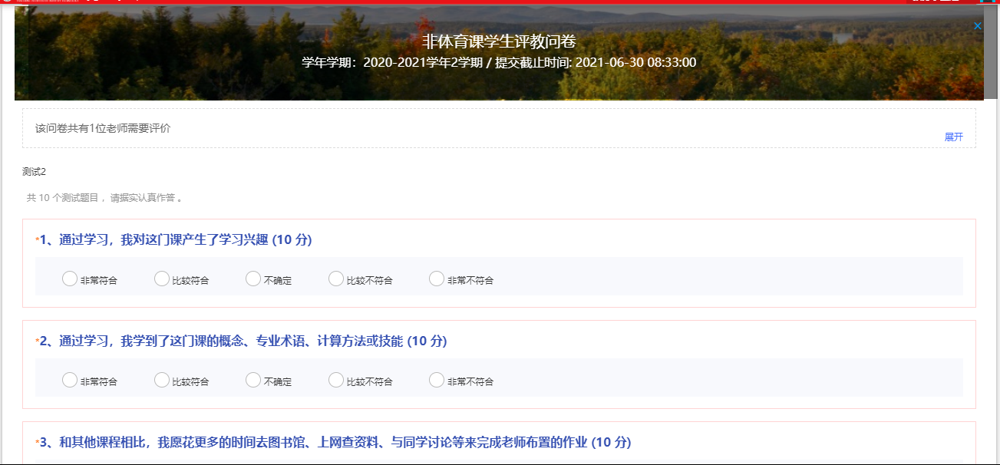 非体育课学生评教问卷
学年学期：2020-2021学年2学期 / 提交截止时间: 2021-06-30 08:33:00
该问卷共有1位老师需要评价
展开
测试2
共 10 个测试题目 ，请据实认真作答 。
*1、通过学习，我对这门课产生了学习兴趣 (10 分)
非常符合 比较符合 不确定 比较不符合 非常不符合
*2、通过学习，我学到了这门课的概念、专业术语、计算方法或技能 (10 分)
非常符合 比较符合 不确定 比较不符合 非常不符合
*3、和其他课程相比，我愿花更多的时间去图书馆、上网查资料、与同学讨论等来完成老师布置的作业 (10 分)